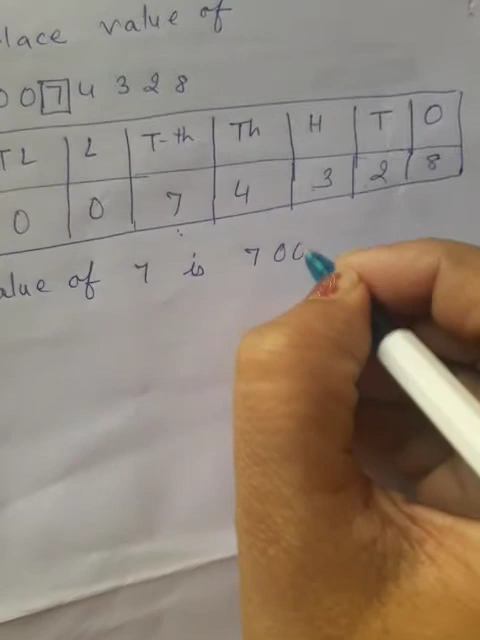 lace value of
0 0 7 4 3 2 8
TL L T-th Th H T O
0 0 7 4 3 2 8
alue of 7 is 700